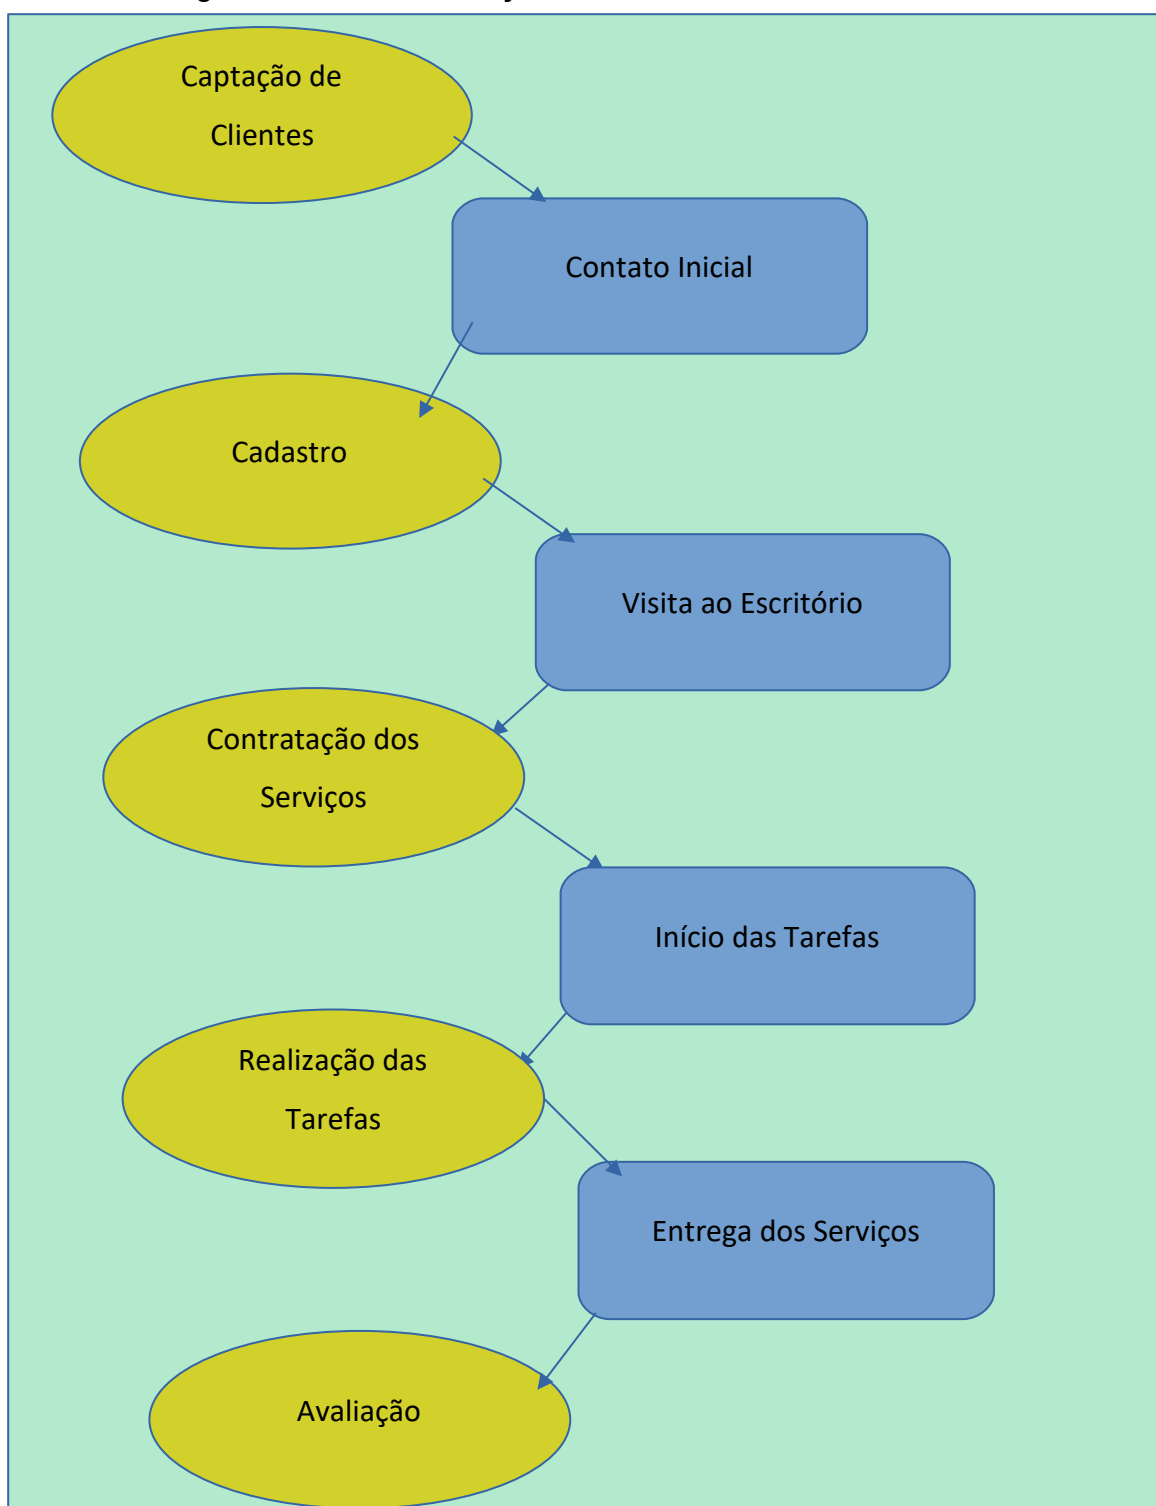 Captação de
Clientes
Contato Inicial
Cadastro
Visita ao Escritório
Contratação dos
Serviços
Início das Tarefas
Realização das
Tarefas
Entrega dos Serviços
Avaliação